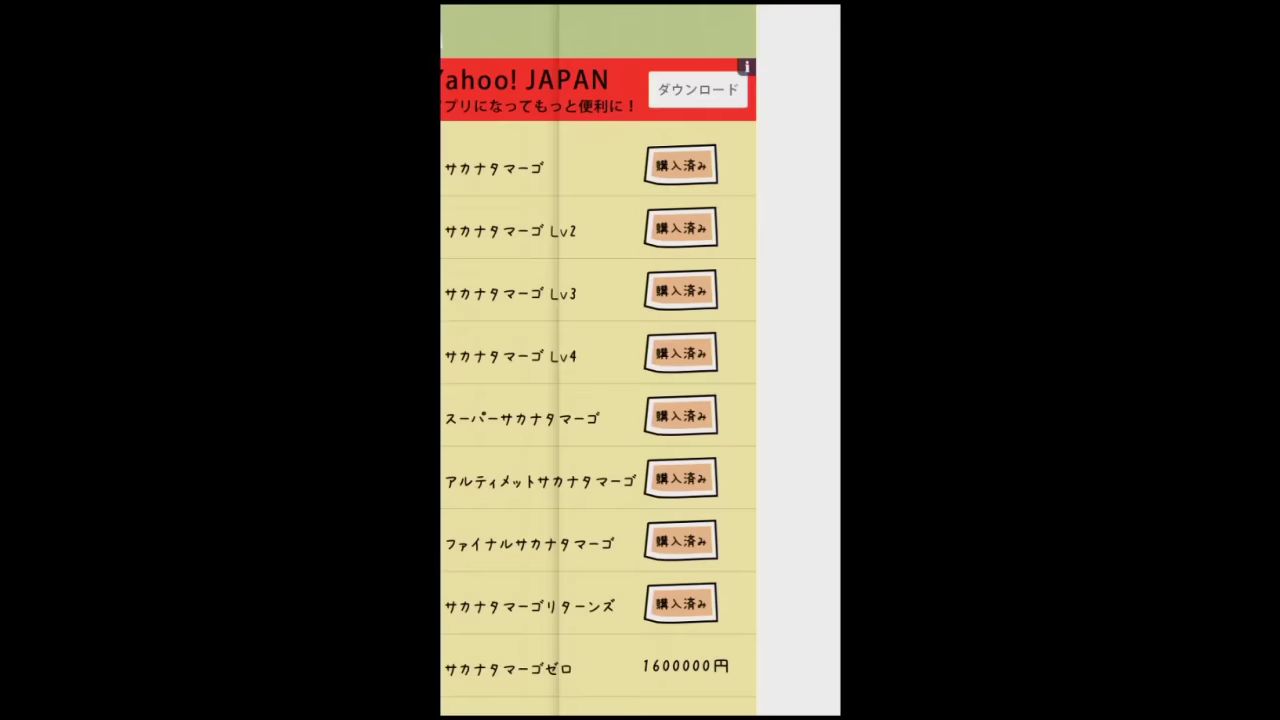 Yahoo! JAPAN
アプリになってもっと便利に！
ダウンロード
i
サカナタマーゴ 購入済み
サカナタマーゴ Lv2 購入済み
サカナタマーゴ Lv3 購入済み
サカナタマーゴ Lv4 購入済み
スーパーサカナタマーゴ 購入済み
アルティメットサカナタマーゴ 購入済み
ファイナルサカナタマーゴ 購入済み
サカナタマーゴリターンズ 購入済み
サカナタマーゴゼロ 1600000円